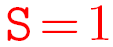 S = 1